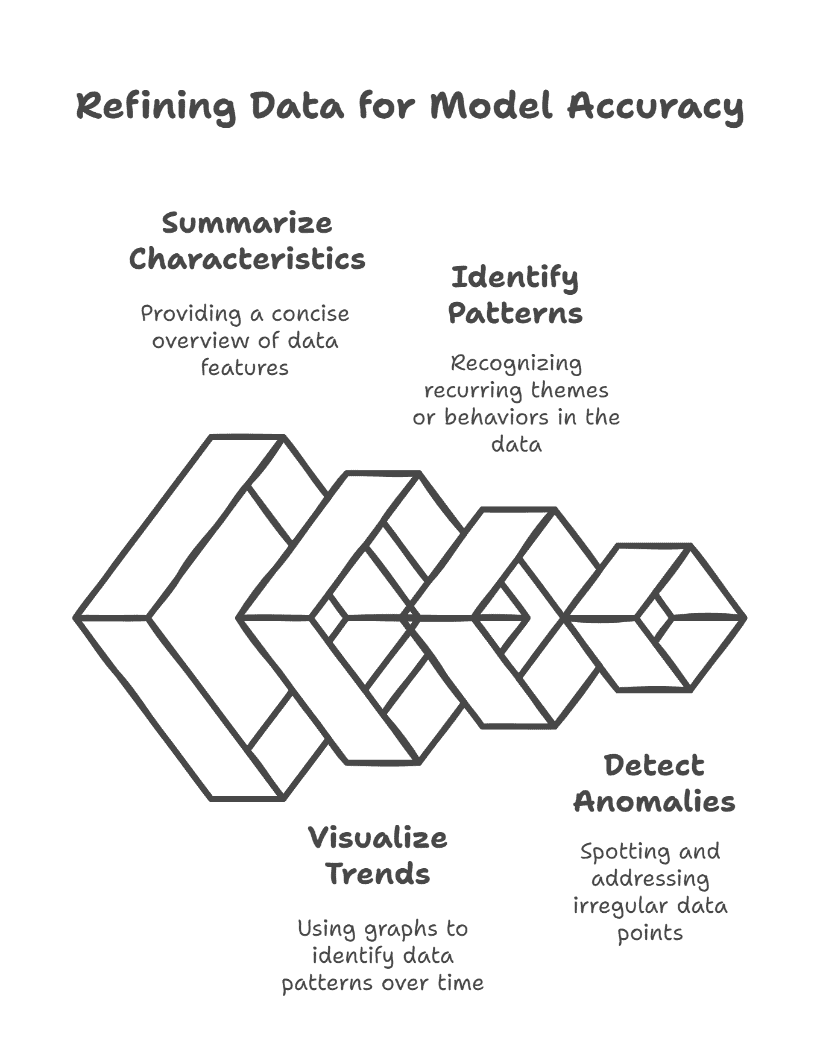 Refining Data for Model Accuracy
Summarize
Characteristics
Providing a concise
overview of data
features
Identify
Patterns
Recognizing
recurring themes
or behaviors in the
data
Visualize
Trends
Using graphs to
identify data
patterns over time
Detect
Anomalies
Spotting and
addressing
irregular data
points